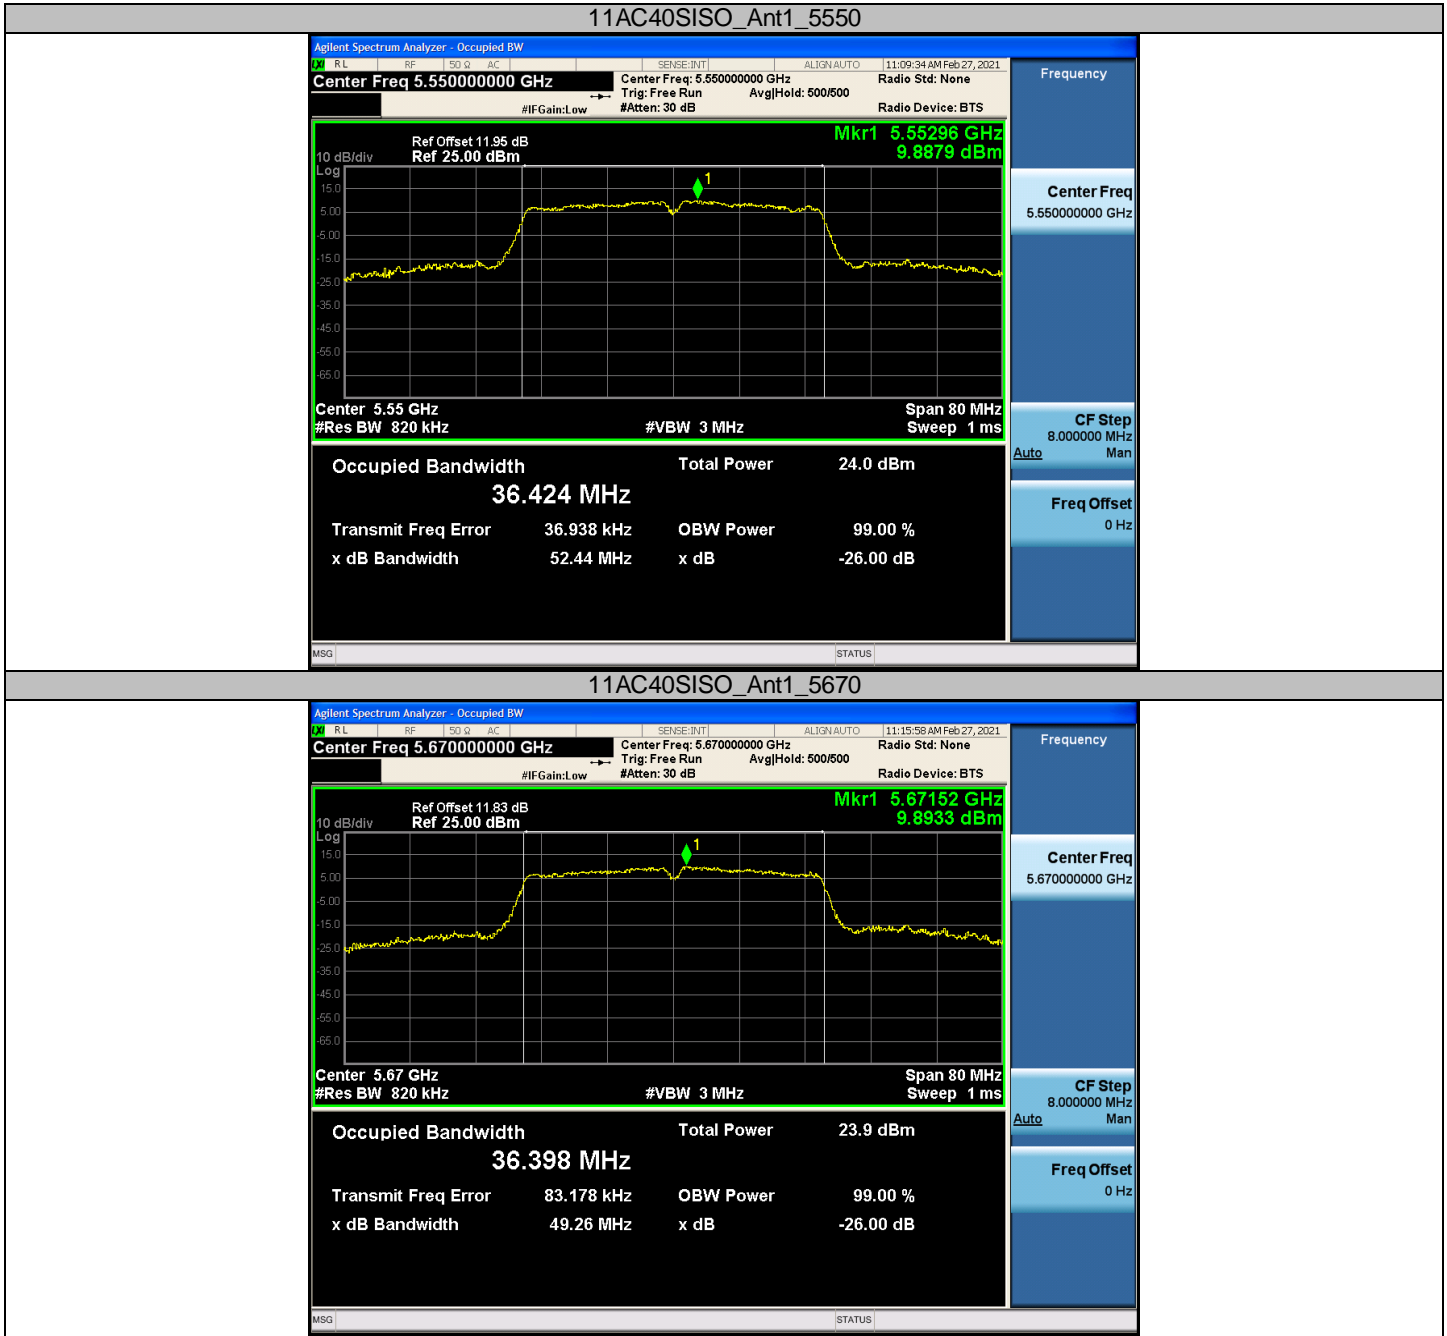 11AC40SISO_Ant1_5550
Agilent Spectrum Analyzer - Occupied BW
LXI RL RF 50 Ω AC SENSE:INT ALIGN AUTO 11:09:34 AM Feb 27, 2021
Center Freq 5.550000000 GHz
Center Freq: 5.550000000 GHz Radio Std: None
Trig: Free Run Avg|Hold: 500/500
#IFGain:Low #Atten: 30 dB Radio Device: BTS
Frequency
Mkr1 5.55296 GHz
9.8879 dBm
Ref Offset 11.95 dB
10 dB/div Ref 25.00 dBm
Log
1
15.0
5.00
-5.00
-15.0
-25.0
-35.0
-45.0
-55.0
-65.0
Center 5.55 GHz Span 80 MHz
#Res BW 820 kHz #VBW 3 MHz Sweep 1 ms
Center Freq
5.550000000 GHz
CF Step
8.000000 MHz
Auto Man
Freq Offset
0 Hz
Occupied Bandwidth Total Power 24.0 dBm
36.424 MHz
Transmit Freq Error 36.938 kHz OBW Power 99.00 %
x dB Bandwidth 52.44 MHz x dB -26.00 dB
MSG STATUS
11AC40SISO_Ant1_5670
Agilent Spectrum Analyzer - Occupied BW
LXI RL RF 50 Ω AC SENSE:INT ALIGN AUTO 11:15:58 AM Feb 27, 2021
Center Freq 5.670000000 GHz
Center Freq: 5.670000000 GHz Radio Std: None
Trig: Free Run Avg|Hold: 500/500
#IFGain:Low #Atten: 30 dB Radio Device: BTS
Frequency
Mkr1 5.67152 GHz
9.8933 dBm
Ref Offset 11.83 dB
10 dB/div Ref 25.00 dBm
Log
1
15.0
5.00
-5.00
-15.0
-25.0
-35.0
-45.0
-55.0
-65.0
Center 5.67 GHz Span 80 MHz
#Res BW 820 kHz #VBW 3 MHz Sweep 1 ms
Center Freq
5.670000000 GHz
CF Step
8.000000 MHz
Auto Man
Freq Offset
0 Hz
Occupied Bandwidth Total Power 23.9 dBm
36.398 MHz
Transmit Freq Error 83.178 kHz OBW Power 99.00 %
x dB Bandwidth 49.26 MHz x dB -26.00 dB
MSG STATUS